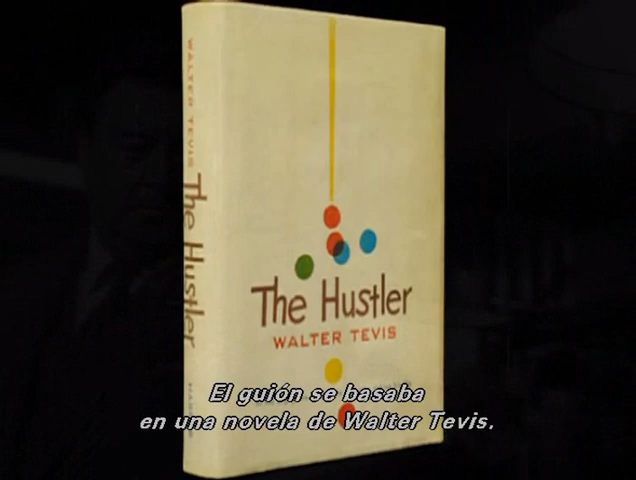 WALTER TEVIS
The Hustler
The Hustler
WALTER TEVIS
El guión se basaba
en una novela de Walter Tevis.